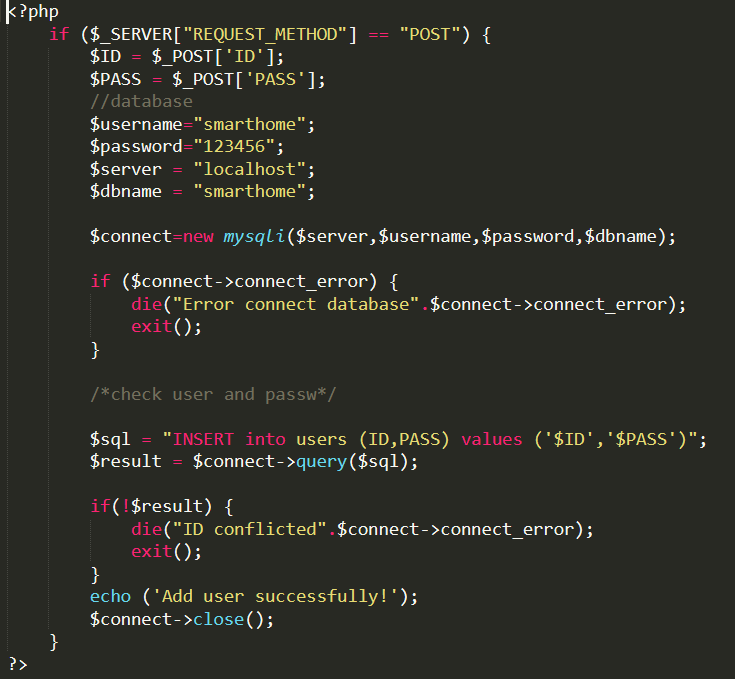 <?php
if ($_SERVER["REQUEST_METHOD"] == "POST") {
$ID = $_POST['ID'];
$PASS = $_POST['PASS'];
//database
$username="smarthome";
$password="123456";
$server = "localhost";
$dbname = "smarthome";
$connect=new mysqli($server,$username,$password,$dbname);
if ($connect->connect_error) {
die("Error connect database".$connect->connect_error);
exit();
}
/*check user and passw*/
$sql = "INSERT into users (ID,PASS) values ('$ID','$PASS')";
$result = $connect->query($sql);
if(!$result) {
die("ID conflicted".$connect->connect_error);
exit();
}
echo ('Add user successfully!');
$connect->close();
}
?>